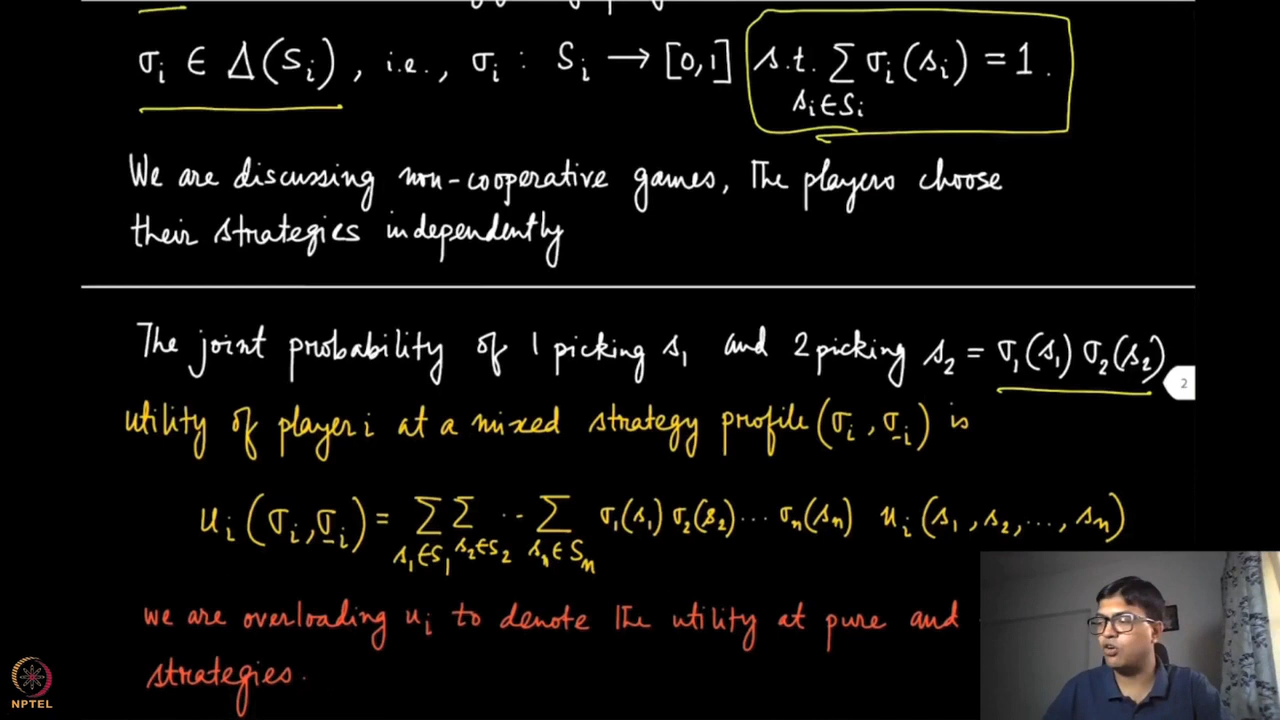 σᵢ ∈ Δ(Sᵢ), i.e., σᵢ : Sᵢ → [0,1] s.t. ∑ σᵢ(sᵢ) = 1.
sᵢ∈Sᵢ
We are discussing non-cooperative games, The players choose
their strategies independently
The joint probability of 1 picking s₁ and 2 picking s₂ = σ₁(s₁) σ₂(s₂)
2
utility of player i at a mixed strategy profile (σᵢ, σ₋ᵢ) is
uᵢ(σᵢ, σ₋ᵢ) = ∑ ∑ ... ∑ σ₁(s₁) σ₂(s₂) ... σₙ(sₙ) uᵢ(s₁, s₂, ..., sₙ)
s₁∈S₁ s₂∈S₂ sₙ∈Sₙ
we are overloading uᵢ to denote the utility at pure and
strategies.
NPTEL